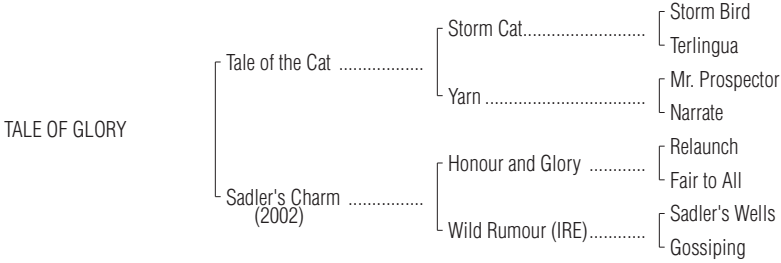 Storm Bird
Storm Cat..........................
Terlingua
Tale of the Cat ..................
Mr. Prospector
Yarn ..................................
Narrate
TALE OF GLORY
Relaunch
Honour and Glory ............
Fair to All
Sadler's Charm ................
(2002)
Sadler's Wells
Wild Rumour (IRE)............
Gossiping